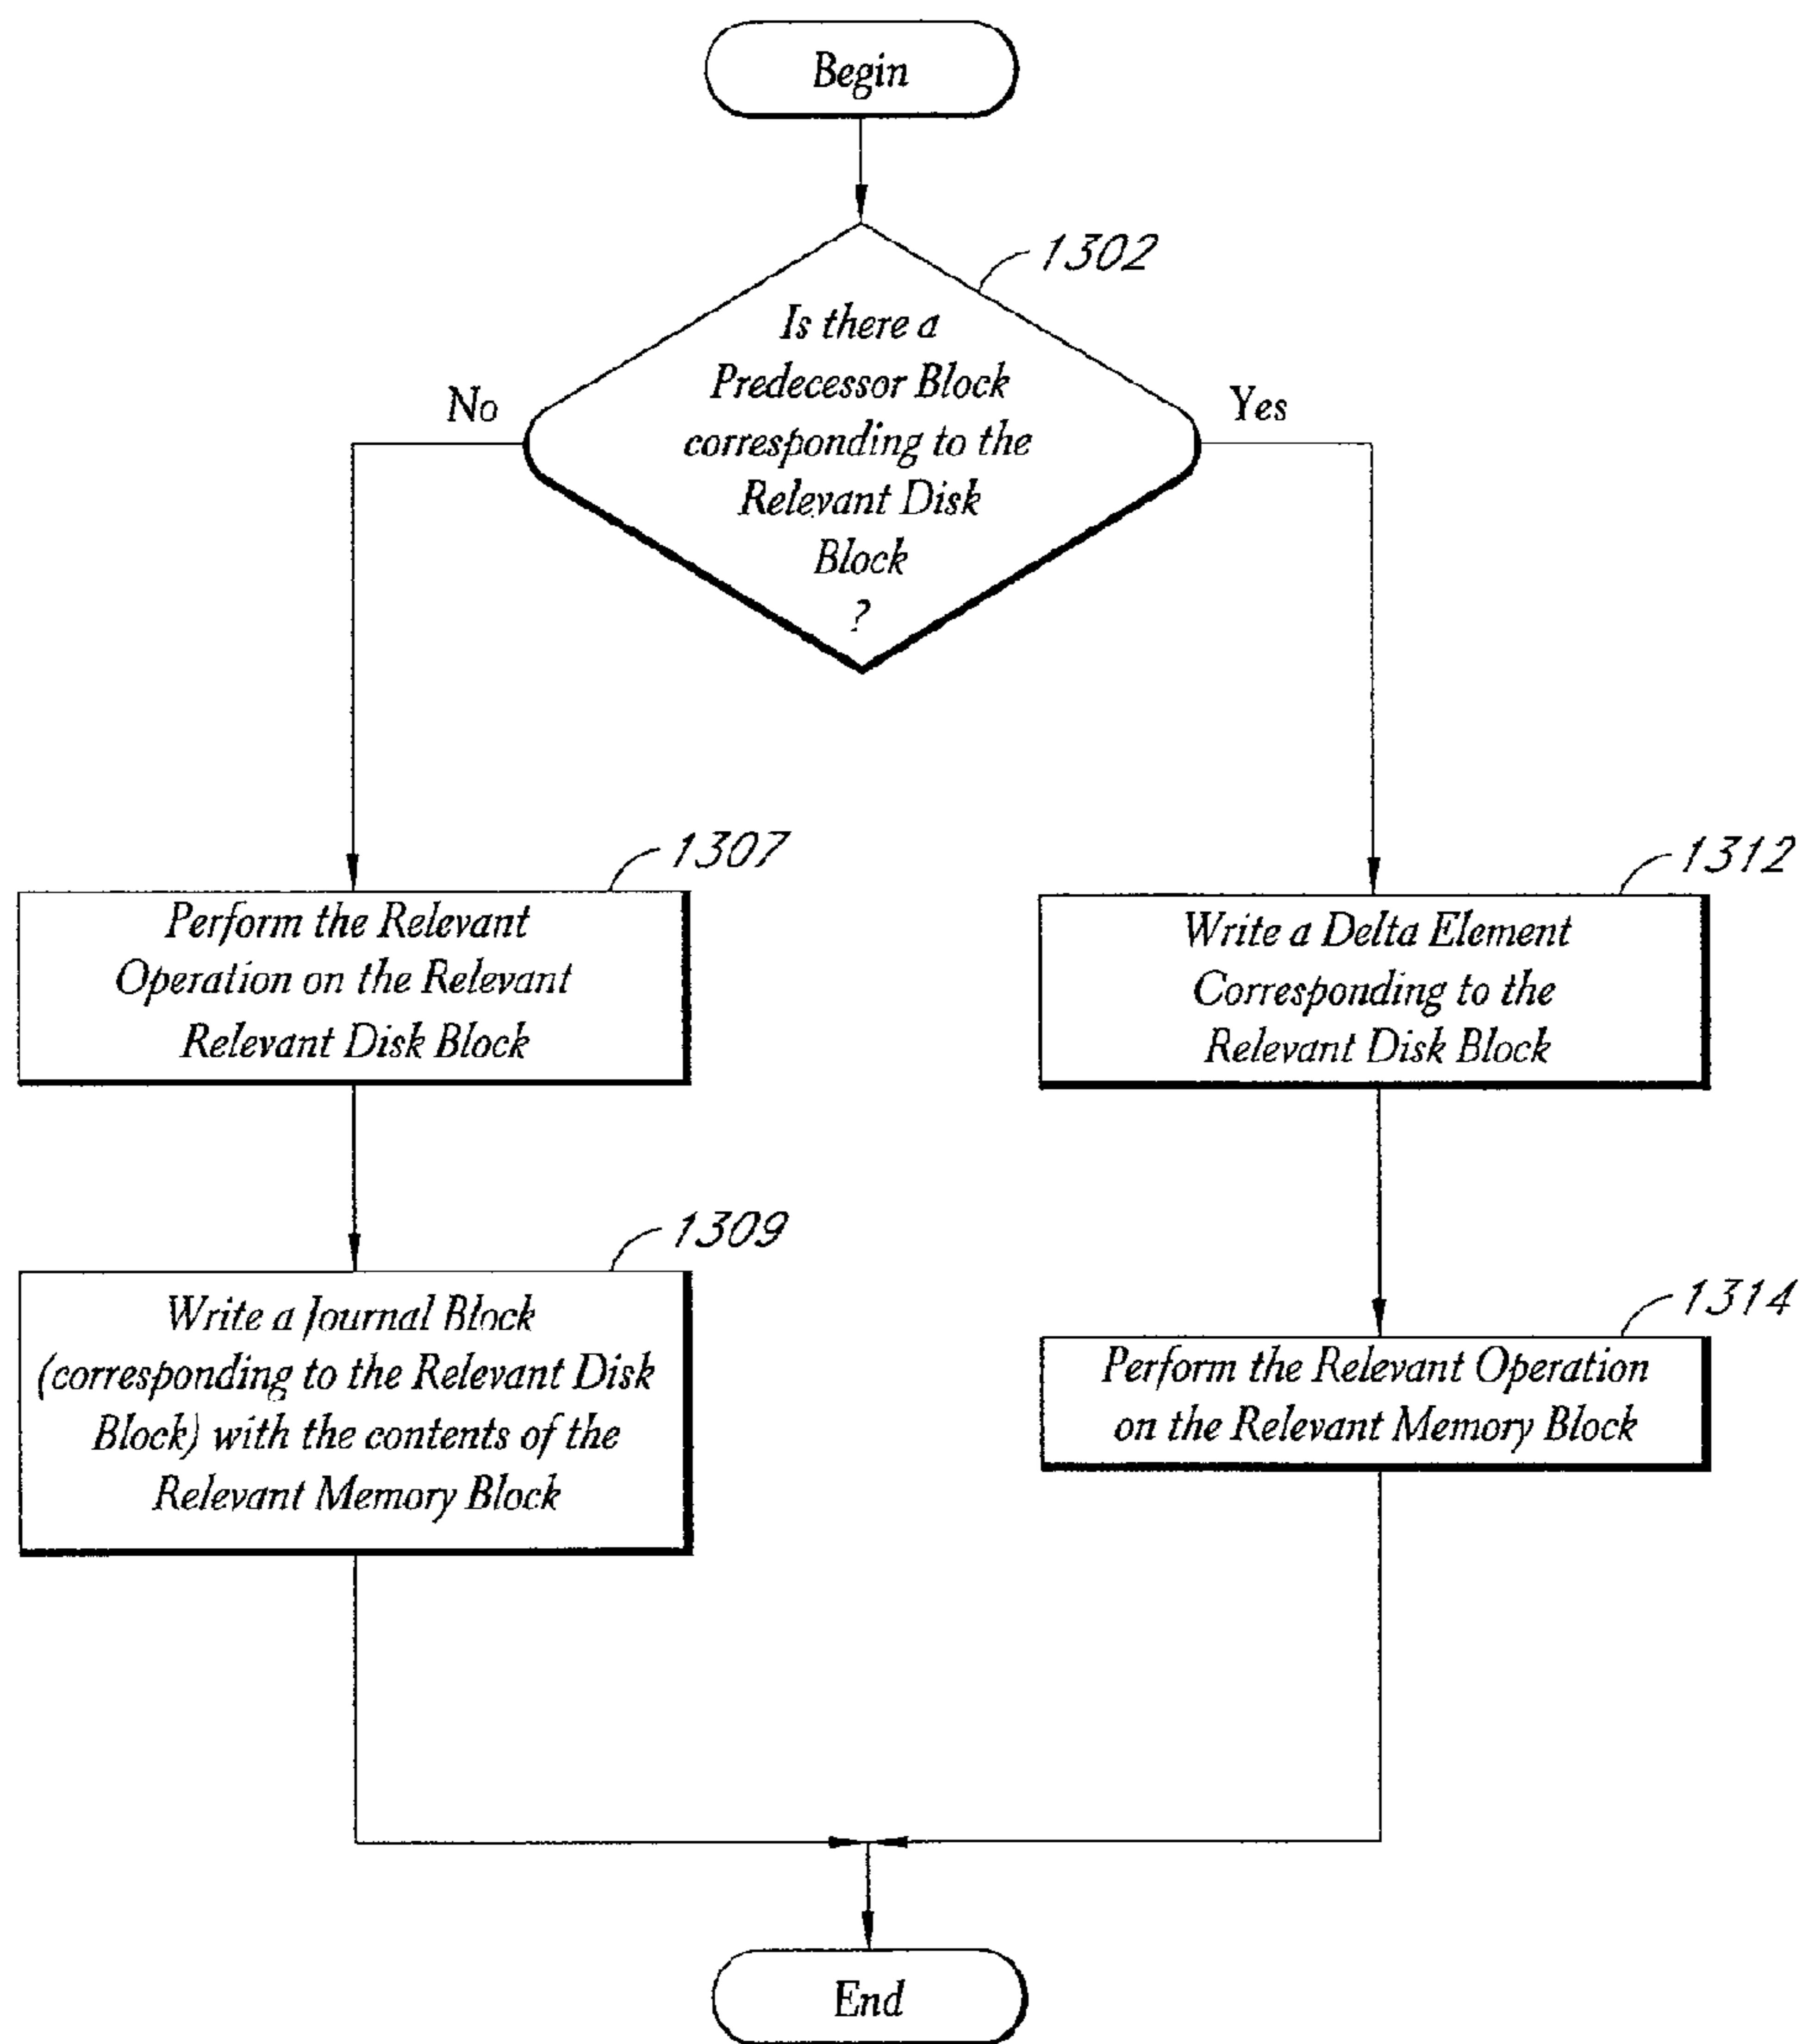 Begin
1302
Is there a
Predecessor Block
corresponding to the
Relevant Disk
Block
?
No
Yes
1307
Perform the Relevant
Operation on the Relevant
Relevant Disk Block
1312
Write a Delta Element
Corresponding to the
Relevant Disk Block
1309
Write a Journal Block
(corresponding to the Relevant Disk
Block) with the contents of the
Relevant Memory Block
1314
Perform the Relevant Operation
on the Relevant Memory Block
End